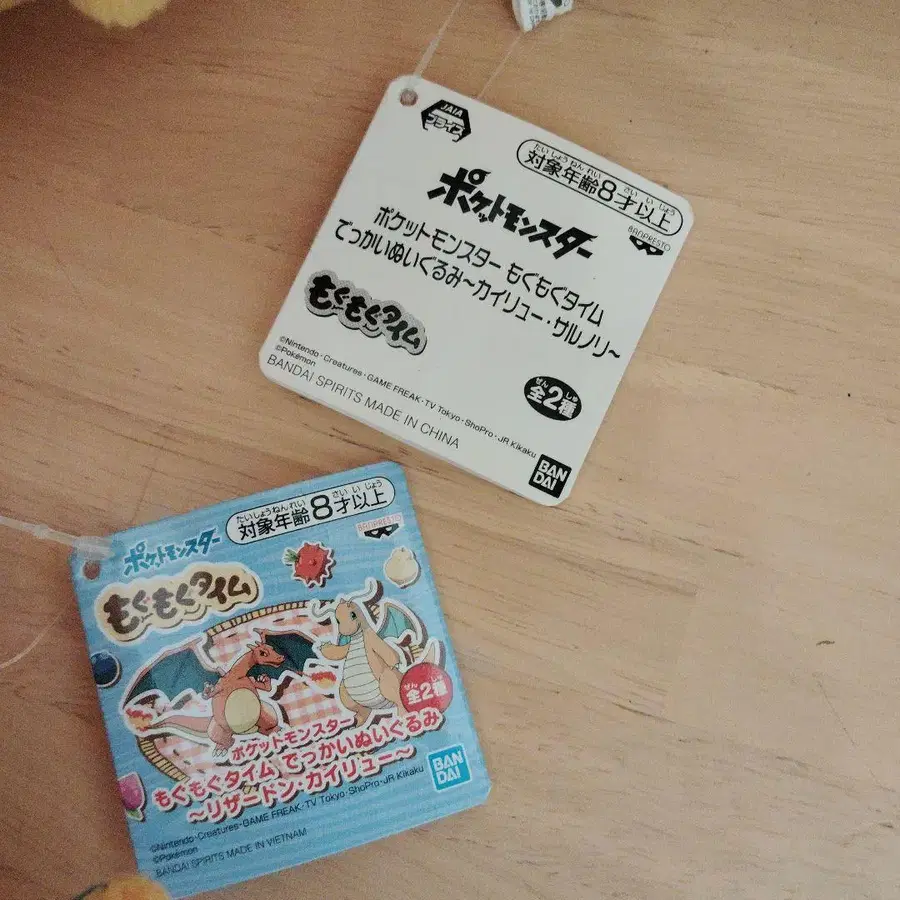 JAIA
プライズ
たいしょうねんれい さい いじょう
対象年齢8才以上
BANPRESTO
ポケットモンスター
ポケットモンスター もぐもぐタイム
でっかいぬいぐるみ～カイリュー・サルノリ～
もぐもぐタイム
ぜん しゅ
全2種
©Nintendo・Creatures・GAME FREAK・TV Tokyo・ShoPro・JR Kikaku
©Pokémon
BANDAI SPIRITS MADE IN CHINA
BAN
DAI
たいしょうねんれい さい いじょう
対象年齢8才以上
BANPRESTO
ポケットモンスター
もぐもぐタイム
ぜん しゅ
全2種
ポケットモンスター
もぐもぐタイム でっかいぬいぐるみ
～リザードン・カイリュー～
BAN
DAI
©Nintendo・Creatures・GAME FREAK・TV Tokyo・ShoPro・JR Kikaku
©Pokémon
BANDAI SPIRITS MADE IN VIETNAM